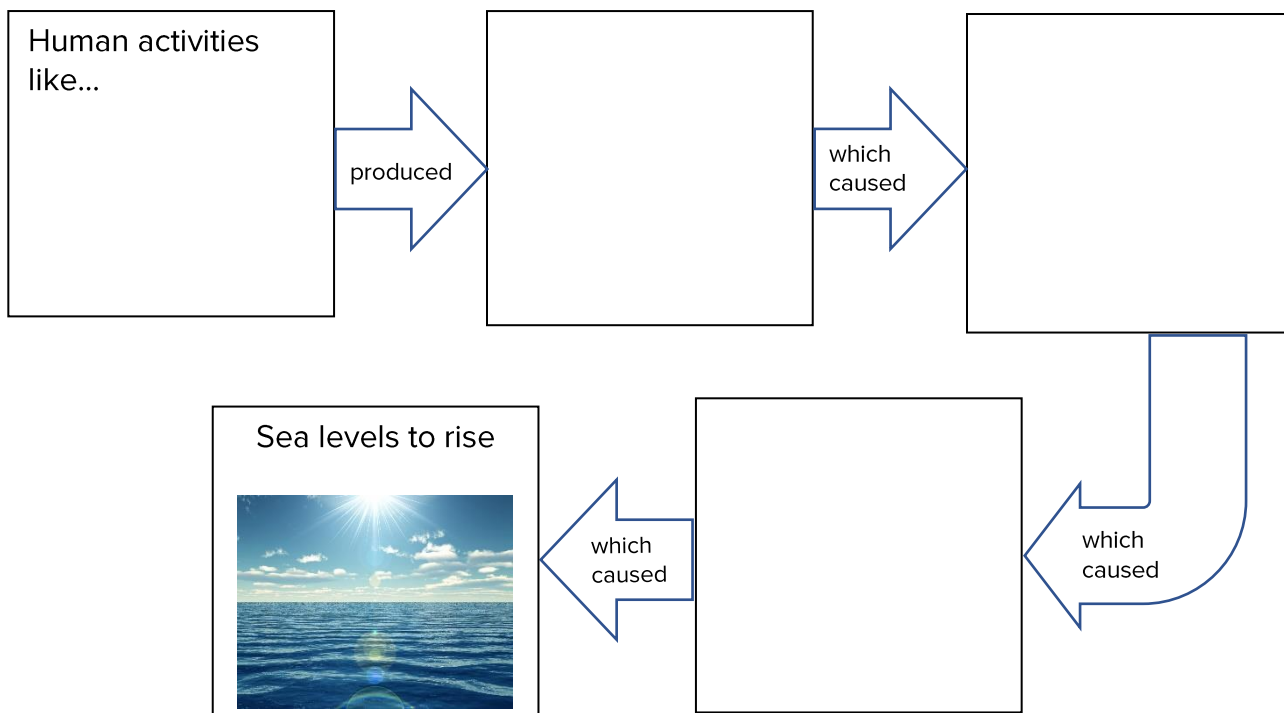 Human activities
like...
produced
which
caused
which
caused
which
caused
Sea levels to rise